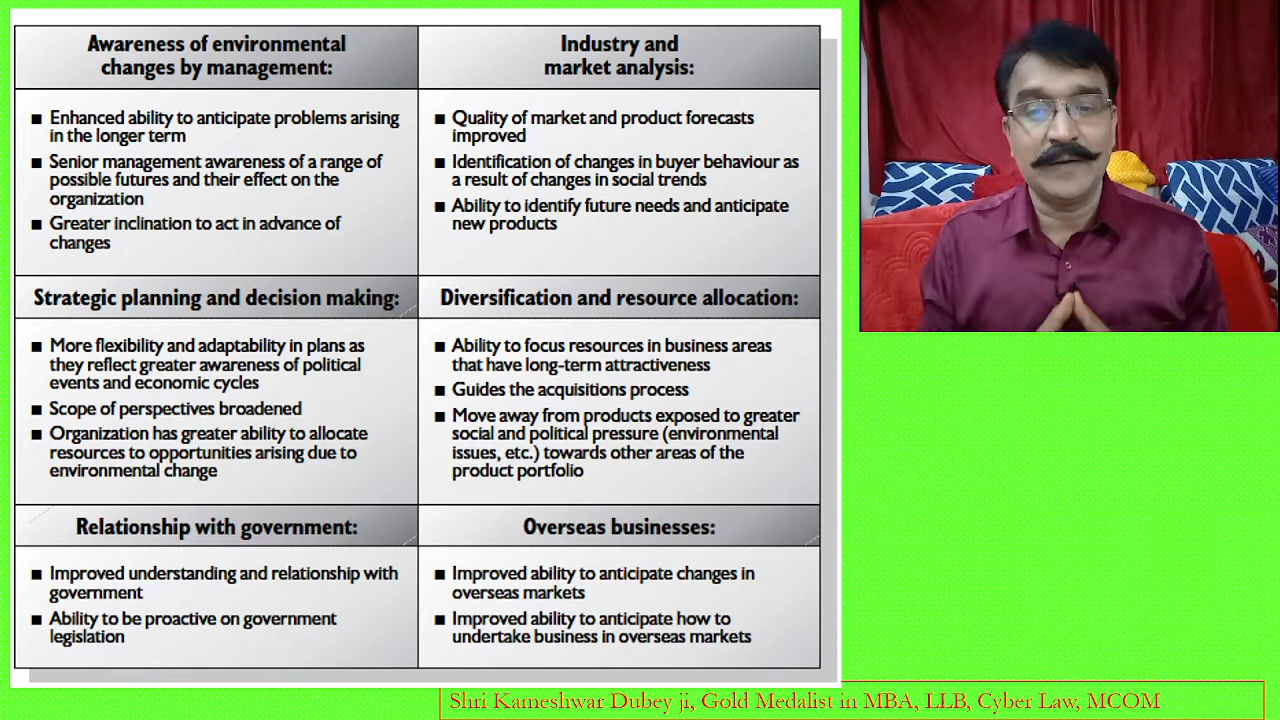 Awareness of environmental
changes by management:
■ Enhanced ability to anticipate problems arising
in the longer term
■ Senior management awareness of a range of
possible futures and their effect on the
organization
■ Greater inclination to act in advance of
changes
Industry and
market analysis:
■ Quality of market and product forecasts
improved
■ Identification of changes in buyer behaviour as
a result of changes in social trends
■ Ability to identify future needs and anticipate
new products
Strategic planning and decision making:
■ More flexibility and adaptability in plans as
they reflect greater awareness of political
events and economic cycles
■ Scope of perspectives broadened
■ Organization has greater ability to allocate
resources to opportunities arising due to
environmental change
Diversification and resource allocation:
■ Ability to focus resources in business areas
that have long-term attractiveness
■ Guides the acquisitions process
■ Move away from products exposed to greater
social and political pressure (environmental
issues, etc.) towards other areas of the
product portfolio
Relationship with government:
■ Improved understanding and relationship with
government
■ Ability to be proactive on government
legislation
Overseas businesses:
■ Improved ability to anticipate changes in
overseas markets
■ Improved ability to anticipate how to
undertake business in overseas markets
Shri Kameshwar Dubey ji, Gold Medalist in MBA, LLB, Cyber Law, MCOM